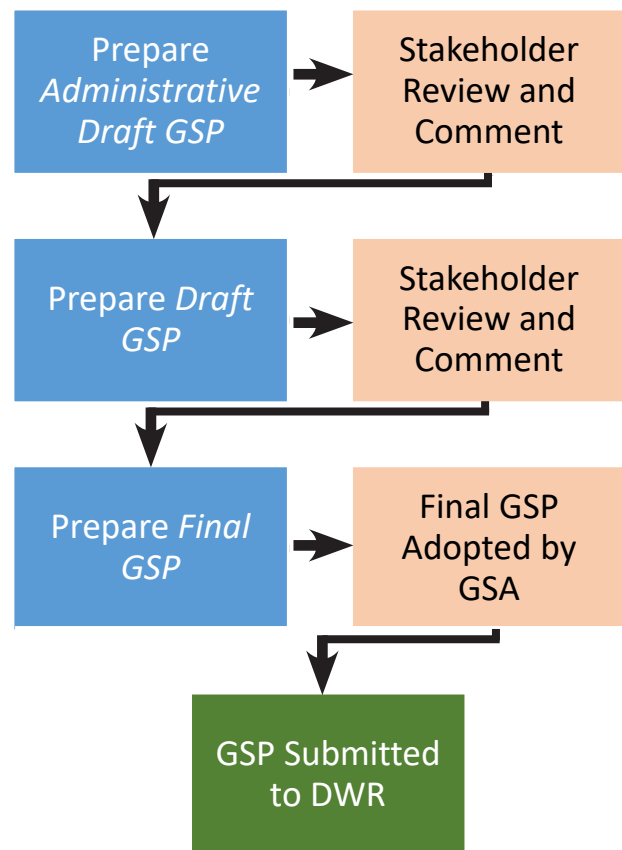 Prepare
Administrative
Draft GSP
Stakeholder
Review and
Comment
Prepare Draft
GSP
Stakeholder
Review and
Comment
Prepare Final
GSP
Final GSP
Adopted by
GSA
GSP Submitted
to DWR